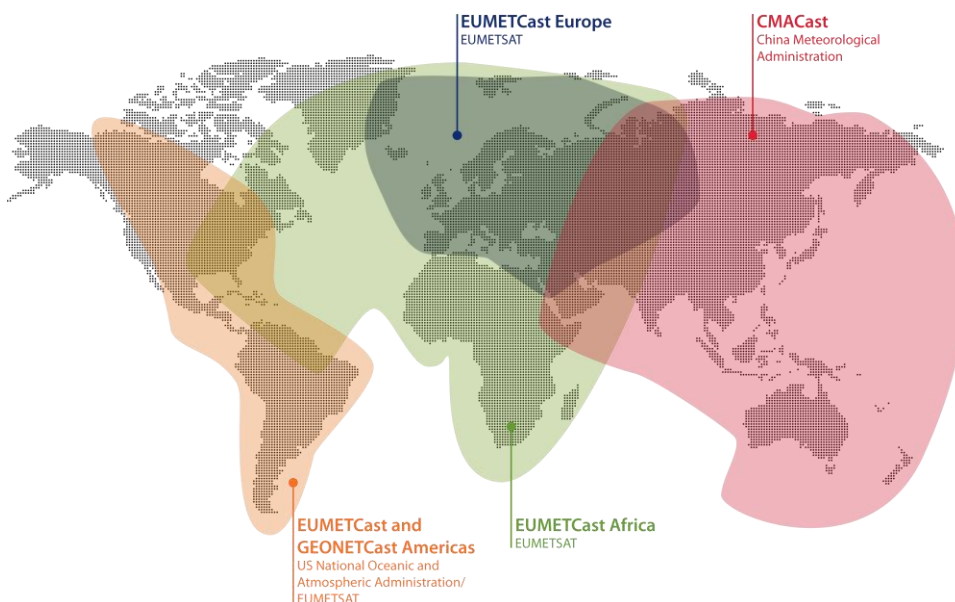 EUMETCast Europe
EUMETSAT
CMACast
China Meteorological
Administration
EUMETCast and
GEONETCast Americas
US National Oceanic and
Atmospheric Administration/
EUMETSAT
EUMETCast Africa
EUMETSAT